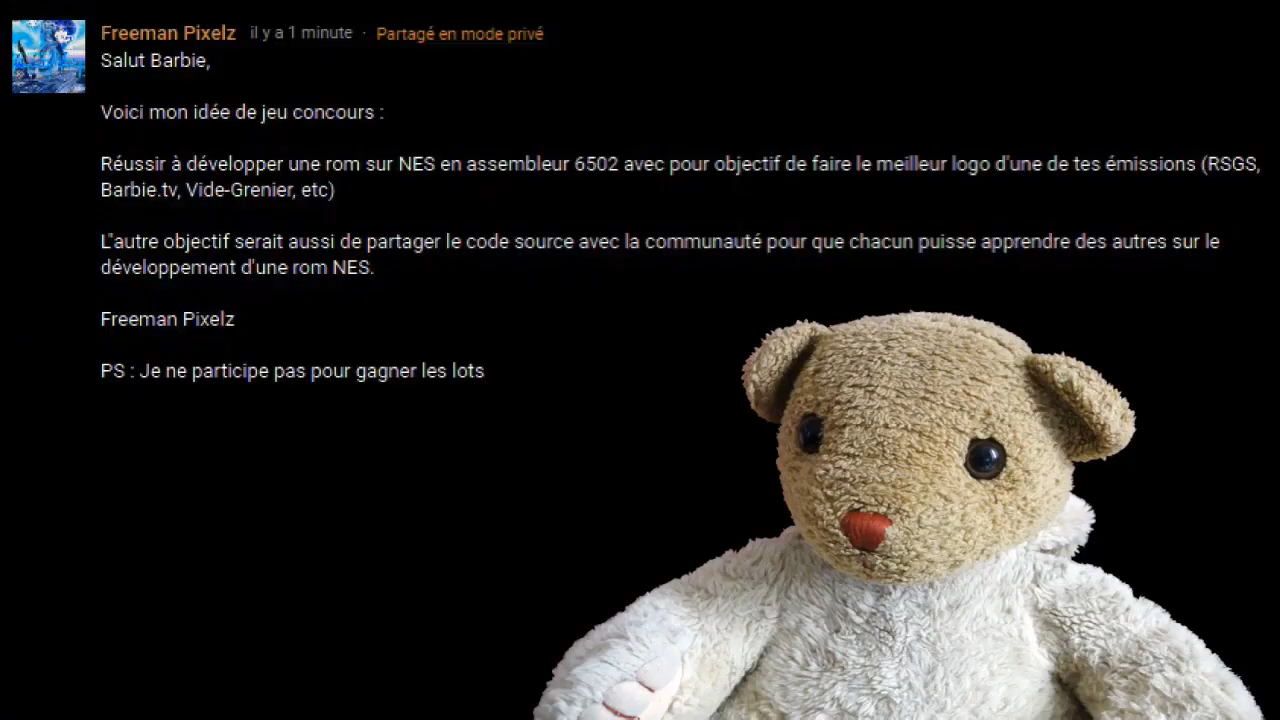 Freeman Pixelz il y a 1 minute · Partagé en mode privé
Salut Barbie,
Voici mon idée de jeu concours :
Réussir à développer une rom sur NES en assembleur 6502 avec pour objectif de faire le meilleur logo d'une de tes émissions (RSGS,
Barbie.tv, Vide-Grenier, etc)
L"autre objectif serait aussi de partager le code source avec la communauté pour que chacun puisse apprendre des autres sur le
développement d'une rom NES.
Freeman Pixelz
PS : Je ne participe pas pour gagner les lots